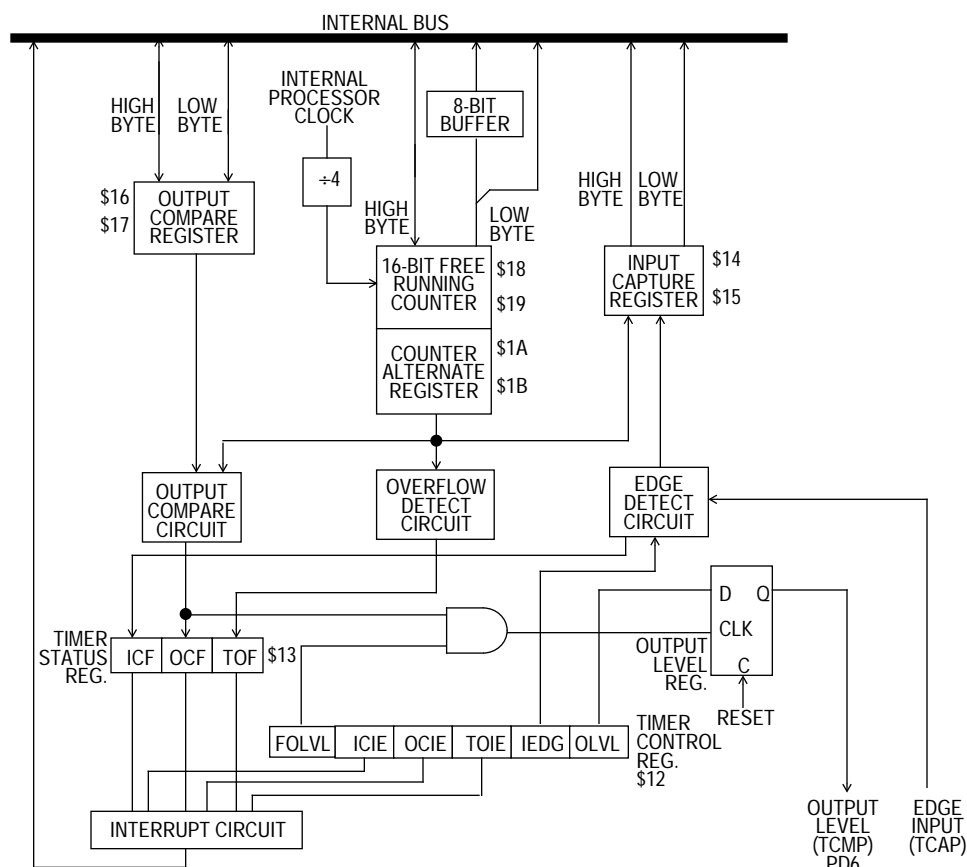 INTERNAL BUS
HIGH
BYTE
LOW
BYTE
INTERNAL
PROCESSOR
CLOCK
8-BIT
BUFFER
÷4
HIGH
BYTE
LOW
BYTE
HIGH
BYTE
LOW
BYTE
$16
$17
OUTPUT
COMPARE
REGISTER
16-BIT FREE
RUNNING
COUNTER
$18
$19
INPUT
CAPTURE
REGISTER
$14
$15
COUNTER
ALTERNATE
REGISTER
$1A
$1B
OUTPUT
COMPARE
CIRCUIT
OVERFLOW
DETECT
CIRCUIT
EDGE
DETECT
CIRCUIT
D Q
CLK
C
OUTPUT
LEVEL
REG.
RESET
TIMER
STATUS
REG.
ICF OCF TOF
$13
FOLVL ICIE OCIE TOIE IEDG OLVL
TIMER
CONTROL
REG.
$12
INTERRUPT CIRCUIT
OUTPUT
LEVEL
(TCMP)
PD6
EDGE
INPUT
(TCAP)